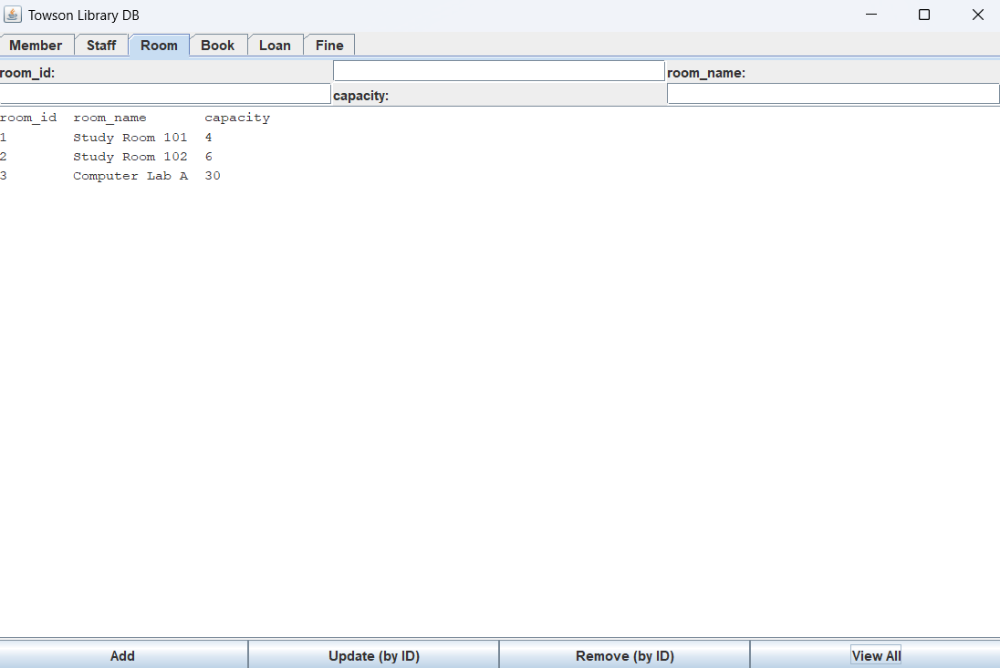 Towson Library DB
Member Staff Room Book Loan Fine
room_id: room_name:
capacity:
room_id room_name capacity
1 Study Room 101 4
2 Study Room 102 6
3 Computer Lab A 30
Add Update (by ID) Remove (by ID) View All